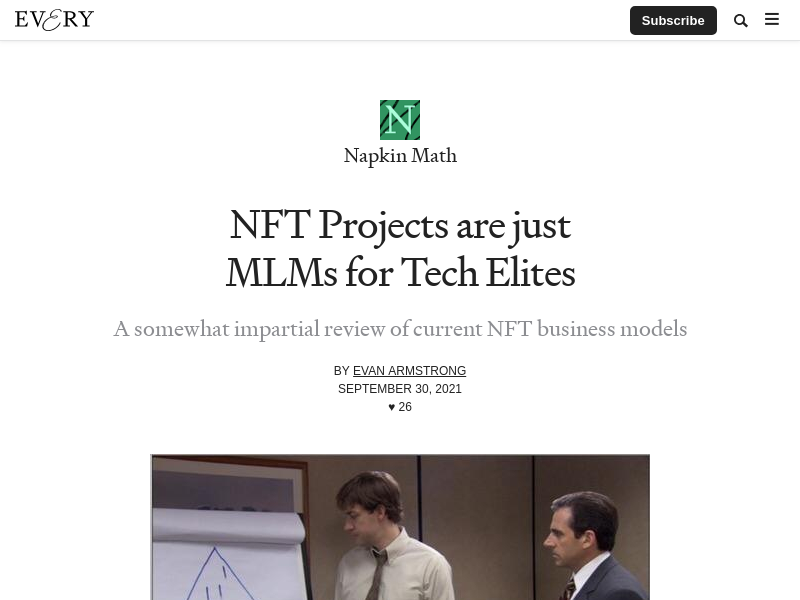 EVERY
Subscribe
N
Napkin Math
NFT Projects are just
MLMs for Tech Elites
A somewhat impartial review of current NFT business models
BY EVAN ARMSTRONG
SEPTEMBER 30, 2021
♥ 26